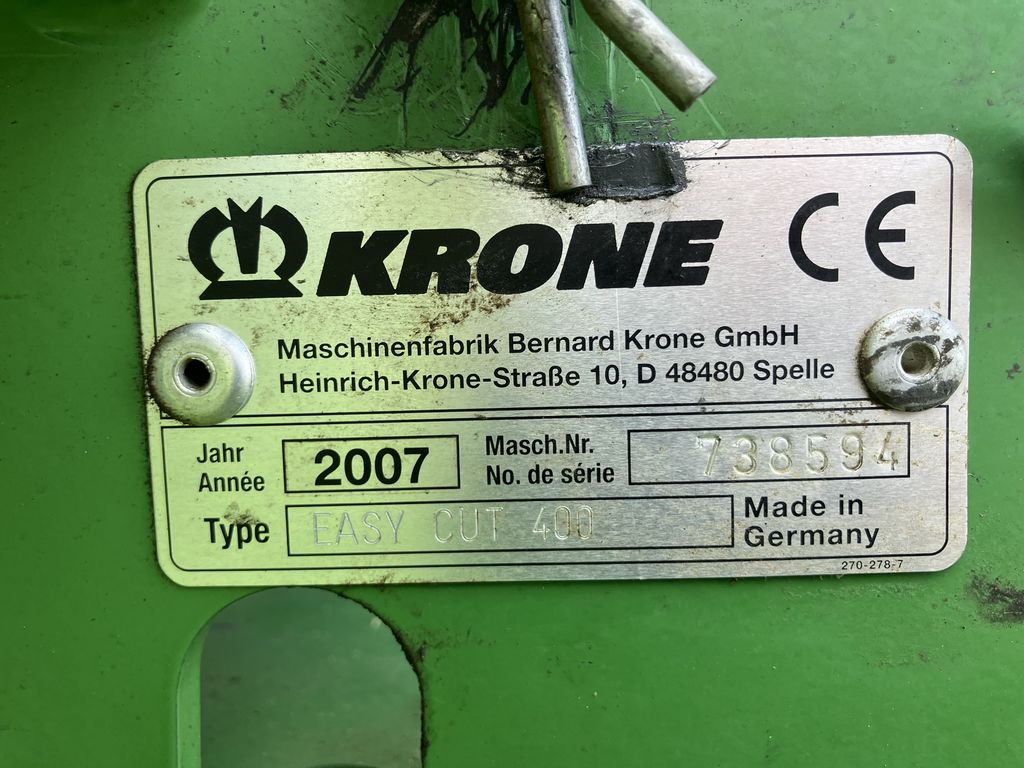 KRONE CE
Maschinenfabrik Bernard Krone GmbH
Heinrich-Krone-Straße 10, D 48480 Spelle
Jahr
Année
2007
Masch.Nr.
No. de série
738594
Type
EASY CUT 400
Made in
Germany
270-278-7